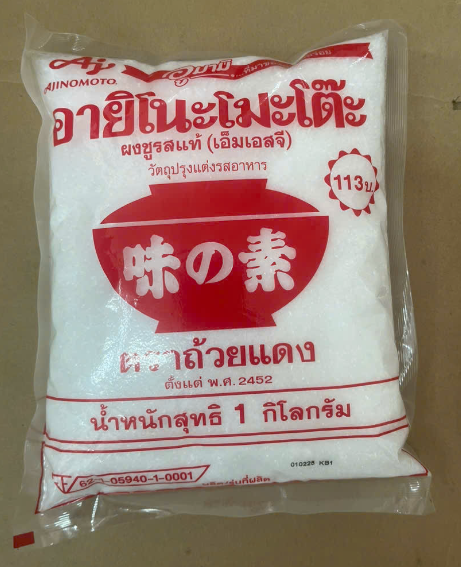 AJINOMOTO
อูมามิ
อายิโนะโมะโต๊ะ
ผงชูรสแท้ (เอ็มเอสจี)
วัตถุปรุงแต่งรสอาหาร
113บ.
味の素
ตราถ้วยแดง
ตั้งแต่ พ.ศ.2452
น้ำหนักสุทธิ 1 กิโลกรัม
010225 KB1
05940-1-0001